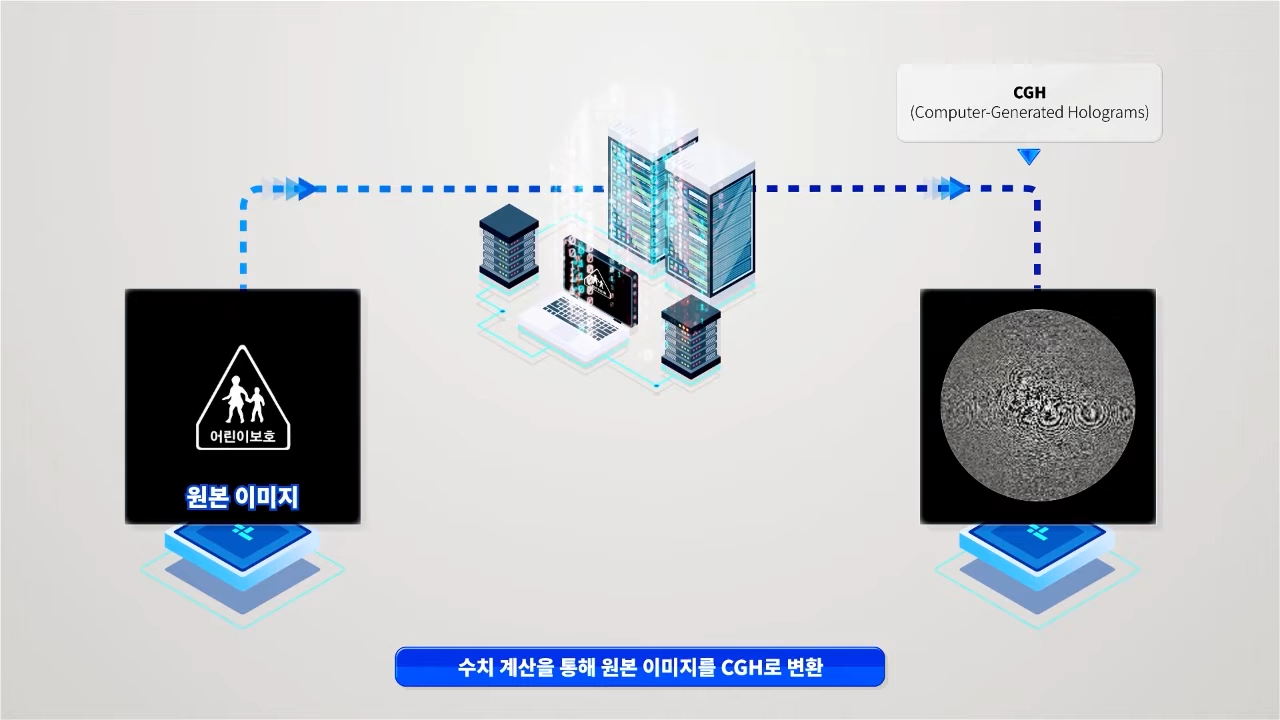 CGH
(Computer-Generated Holograms)
어린이보호
원본 이미지
수치 계산을 통해 원본 이미지를 CGH로 변환